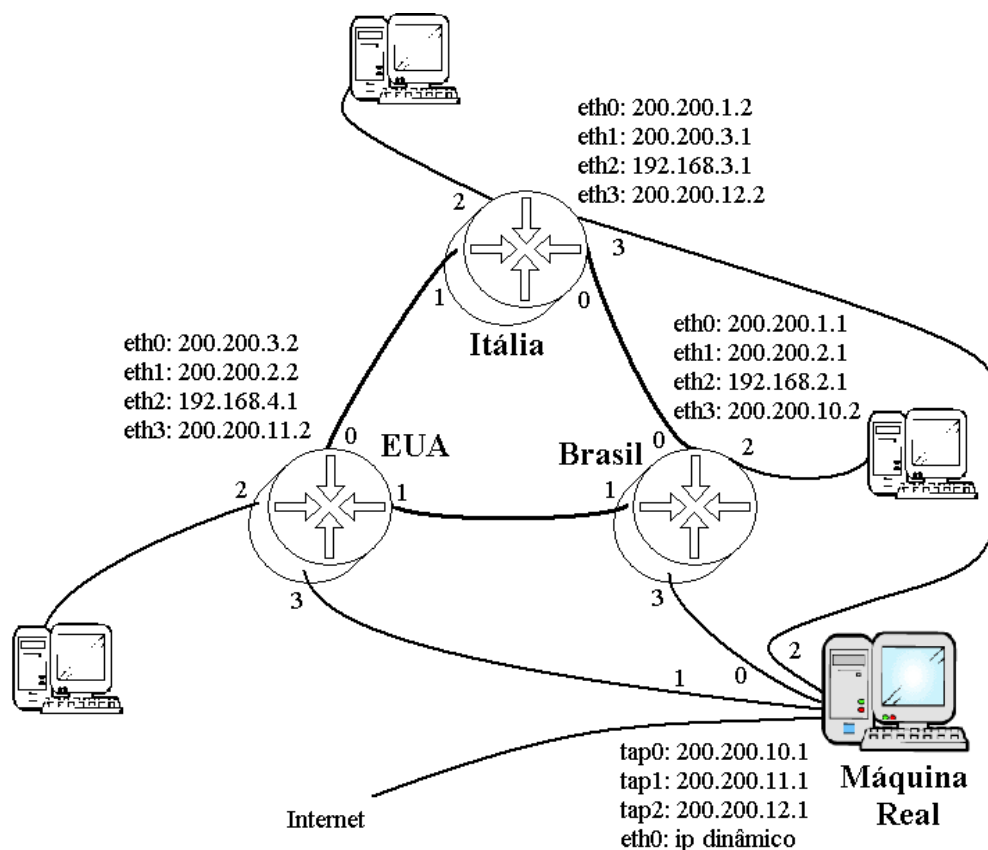 eth0: 200.200.1.2
eth1: 200.200.3.1
eth2: 192.168.3.1
eth3: 200.200.12.2
2
3
1
0
Itália
eth0: 200.200.3.2
eth1: 200.200.2.2
eth2: 192.168.4.1
eth3: 200.200.11.2
eth0: 200.200.1.1
eth1: 200.200.2.1
eth2: 192.168.2.1
eth3: 200.200.10.2
0
EUA
2
1
3
Brasil
0
2
1
3
2
1
0
tap0: 200.200.10.1
tap1: 200.200.11.1
tap2: 200.200.12.1
eth0: ip dinâmico
Máquina
Real
Internet